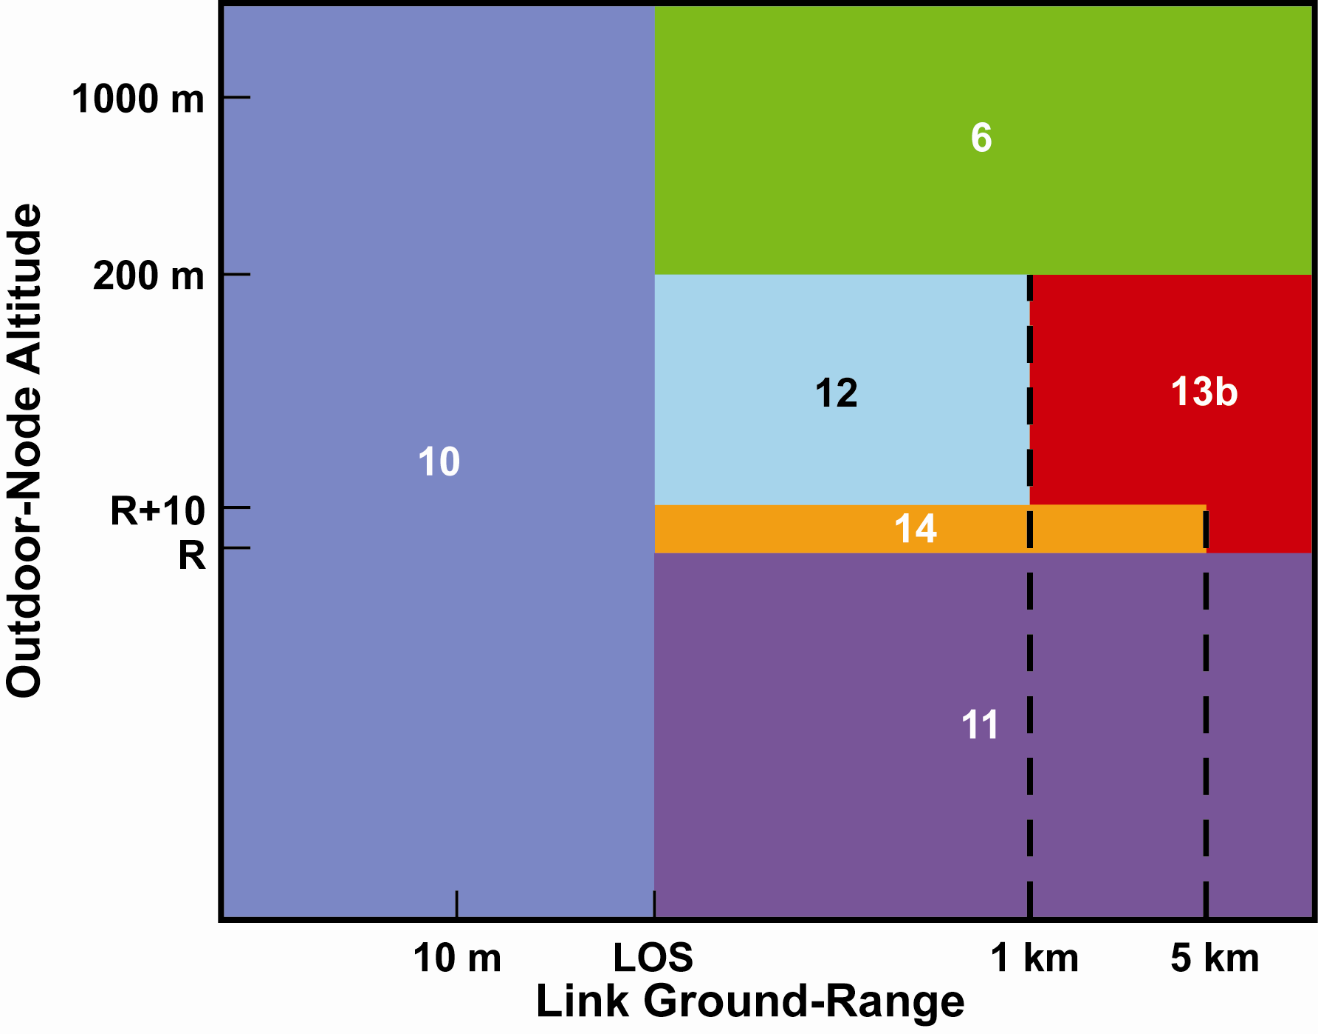 1000 m
6
200 m
12
13b
10
R+10
14
R
11
Outdoor-Node Altitude
10 m
LOS
1 km
5 km
Link Ground-Range